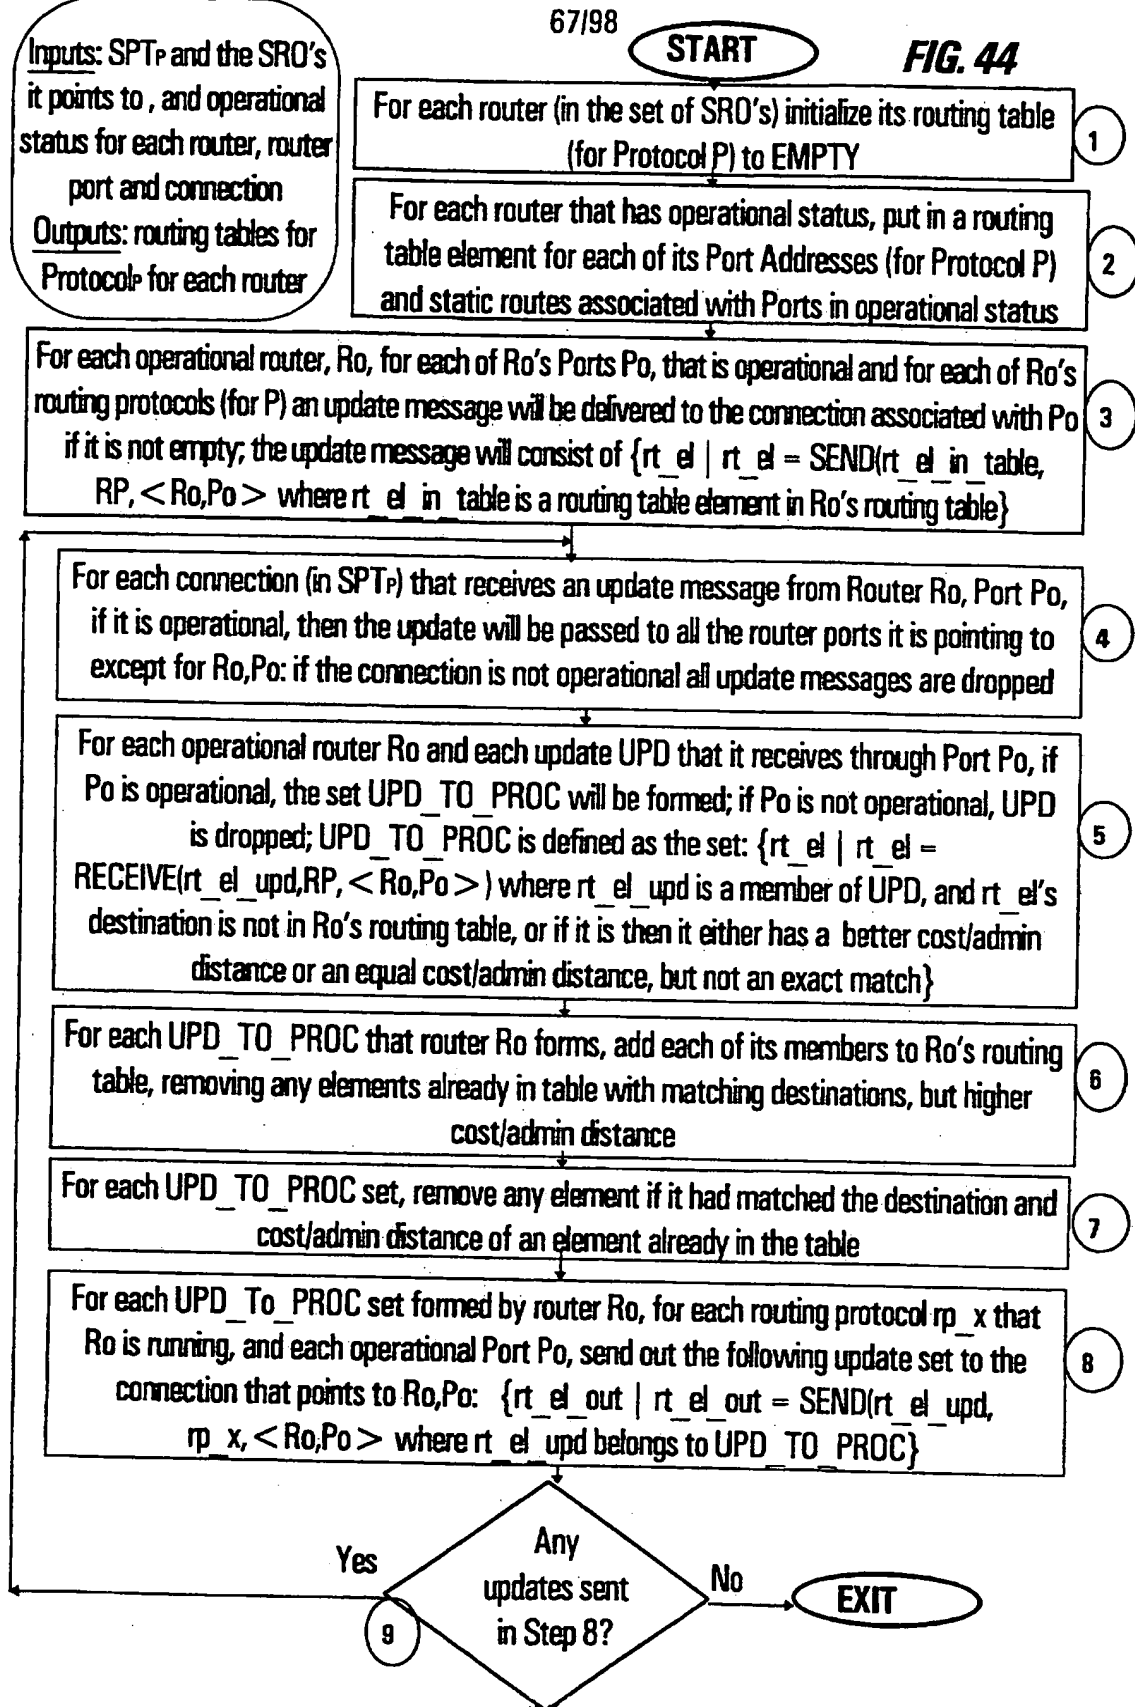 67/98
START
FIG. 44
Inputs: SPTP and the SRO's
it points to , and operational
status for each router, router
port and connection
Outputs: routing tables for
ProtocolP for each router
For each router (in the set of SRO's) initialize its routing table
(for Protocol P) to EMPTY
1
For each router that has operational status, put in a routing
table element for each of its Port Addresses (for Protocol P)
and static routes associated with Ports in operational status
2
For each operational router, Ro, for each of Ro's Ports Po, that is operational and for each of Ro's
routing protocols (for P) an update message will be delivered to the connection associated with Po
if it is not empty; the update message will consist of {rt_el | rt_el = SEND(rt_el_in_table,
RP, <Ro,Po> where rt_el_in_table is a routing table element in Ro's routing table}
3
For each connection (in SPTP) that receives an update message from Router Ro, Port Po,
if it is operational, then the update will be passed to all the router ports it is pointing to
except for Ro,Po: if the connection is not operational all update messages are dropped
4
For each operational router Ro and each update UPD that it receives through Port Po, if
Po is operational, the set UPD_TO_PROC will be formed; if Po is not operational, UPD
is dropped; UPD_TO_PROC is defined as the set: {rt_el | rt_el =
RECEIVE(rt_el_upd,RP, <Ro,Po>) where rt_el_upd is a member of UPD, and rt_el's
destination is not in Ro's routing table, or if it is then it either has a better cost/admin
distance or an equal cost/admin distance, but not an exact match}
5
For each UPD_TO_PROC that router Ro forms, add each of its members to Ro's routing
table, removing any elements already in table with matching destinations, but higher
cost/admin distance
6
For each UPD_TO_PROC set, remove any element if it had matched the destination and
cost/admin distance of an element already in the table
7
For each UPD_To_PROC set formed by router Ro, for each routing protocol rp_x that
Ro is running, and each operational Port Po, send out the following update set to the
connection that points to Ro,Po: {rt_el_out | rt_el_out = SEND(rt_el_upd,
rp_x, <Ro,Po> where rt_el_upd belongs to UPD_TO_PROC}
8
Any
updates sent
in Step 8?
Yes
No
EXIT
9